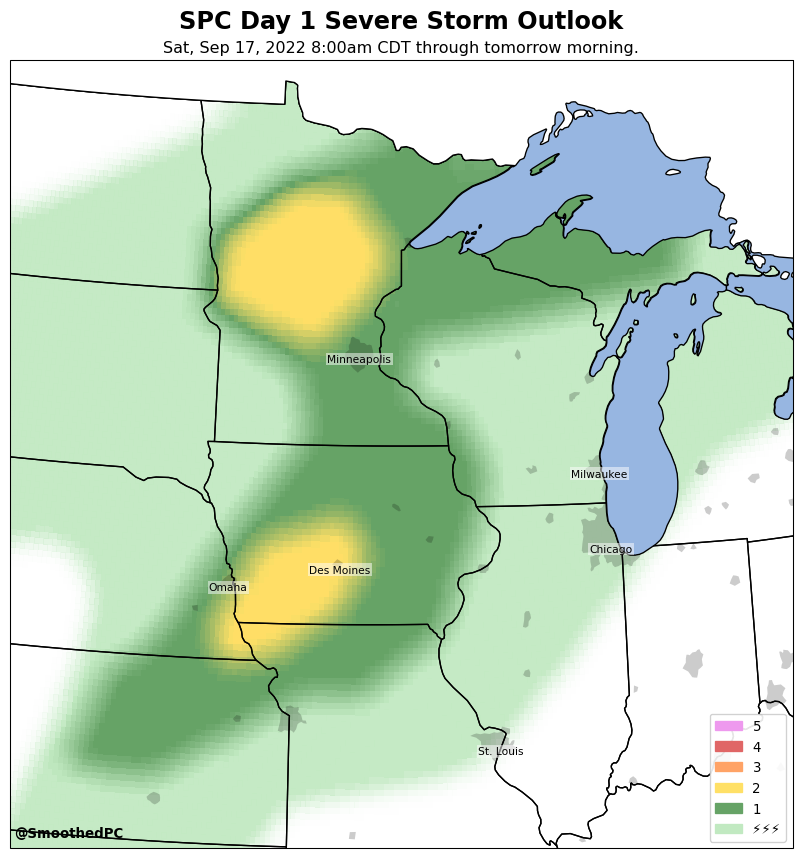 SPC Day 1 Severe Storm Outlook
Sat, Sep 17, 2022 8:00am CDT through tomorrow morning.
Minneapolis
Milwaukee
Chicago
Des Moines
Omaha
St. Louis
5
4
3
2
1
⚡⚡⚡
@SmoothedPC